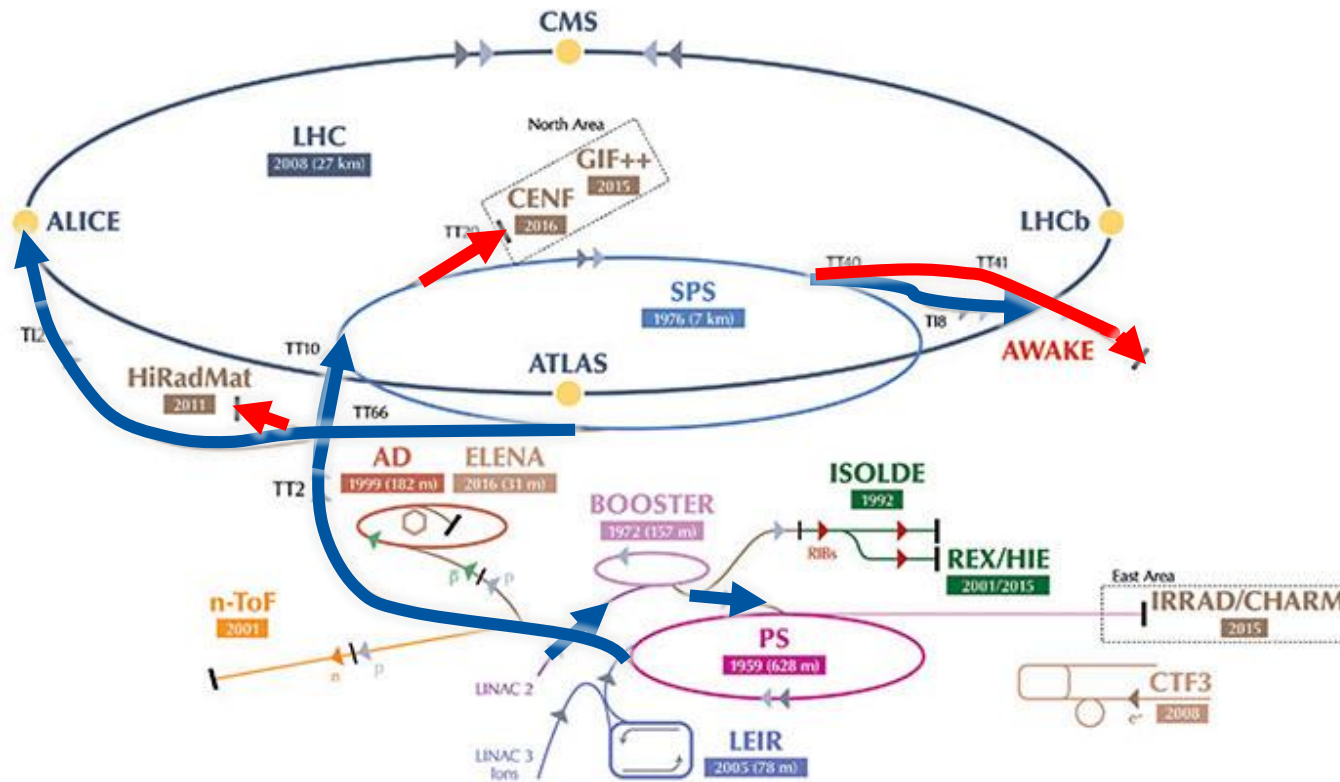 CMS
LHC
2008 (27 km)
North Area
GIF++
2015
CENF
2016
ALICE
LHCb
TT20
TT40
TT41
SPS
1976 (7 km)
TI2
TI8
TT10
AWAKE
ATLAS
HiRadMat
2011
TT66
AD
1999 (182 m)
ELENA
2016 (31 m)
TT2
ISOLDE
1992
BOOSTER
1972 (157 m)
RIBs
REX/HIE
2001/2015
p
p
East Area
IRRAD/CHARM
2015
n-ToF
2001
PS
1959 (628 m)
n
p
LINAC 2
CTF3
2008
e-
LEIR
2005 (78 m)
LINAC 3
Ions